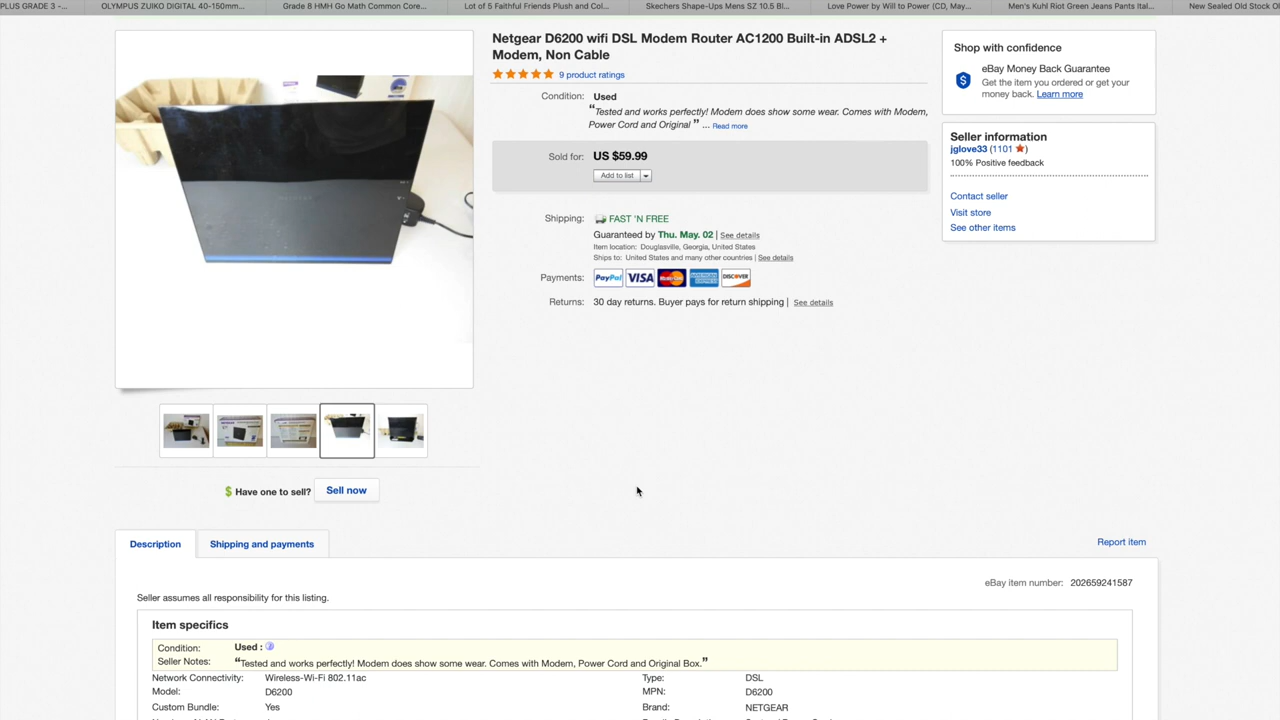 PLUS GRADE 3 -... OLYMPUS ZUIKO DIGITAL 40-150mm... Grade 8 HMH Go Math Common Core... Lot of 5 Faithful Friends Plush and Col... Skechers Shape-Ups Mens SZ 10.5 Bl... Love Power by Will to Power (CD, May... Men's Kuhl Riot Green Jeans Pants Ital... New Sealed Old Stock Ol
Netgear D6200 wifi DSL Modem Router AC1200 Built-in ADSL2 +
Modem, Non Cable
9 product ratings
Condition: Used
“Tested and works perfectly! Modem does show some wear. Comes with Modem,
Power Cord and Original ” ... Read more
Sold for: US $59.99
Add to list
Shipping: FAST 'N FREE
Guaranteed by Thu. May. 02 | See details
Item location: Douglasville, Georgia, United States
Ships to: United States and many other countries | See details
Payments: PayPal VISA MasterCard AMERICAN EXPRESS DISCOVER
Returns: 30 day returns. Buyer pays for return shipping | See details
Shop with confidence
eBay Money Back Guarantee
Get the item you ordered or get your
money back. Learn more
Seller information
jglove33 (1101 ★)
100% Positive feedback
Contact seller
Visit store
See other items
Have one to sell? Sell now
Description Shipping and payments
Report item
eBay item number: 202659241587
Seller assumes all responsibility for this listing.
Item specifics
Condition: Used :
Seller Notes: “Tested and works perfectly! Modem does show some wear. Comes with Modem, Power Cord and Original Box.”
Network Connectivity: Wireless-Wi-Fi 802.11ac Type: DSL
Model: D6200 MPN: D6200
Custom Bundle: Yes Brand: NETGEAR